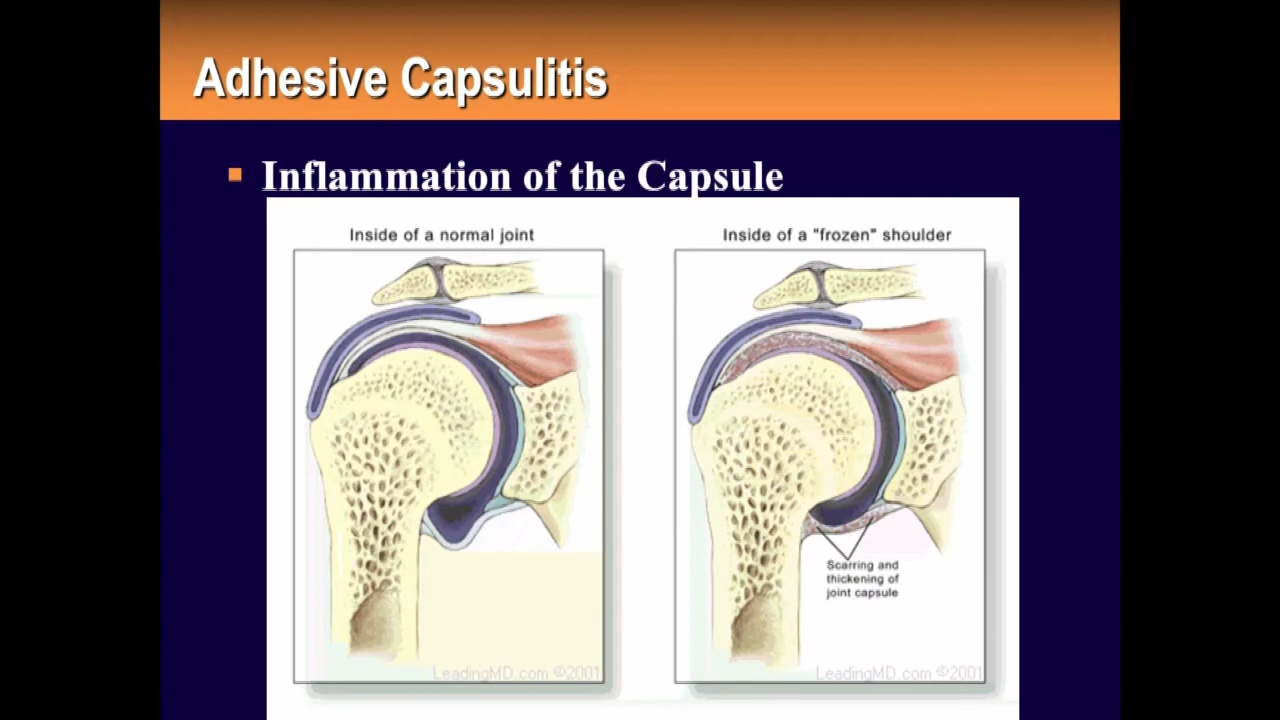 Adhesive Capsulitis
Inflammation of the Capsule
Inside of a normal joint
Inside of a "frozen" shoulder
Scarring and
thickening of
joint capsule
LeadingMD.com ©2001
LeadingMD.com ©2001